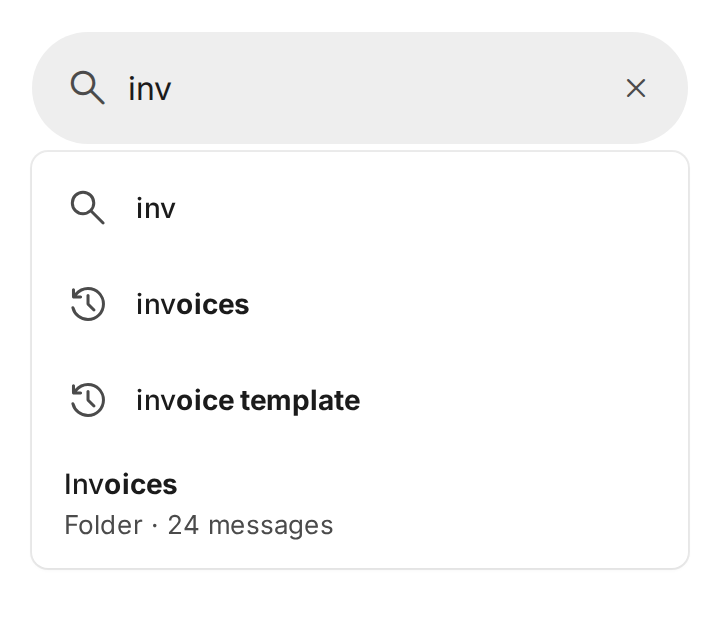 inv
inv
invoices
invoice template
Invoices
Folder · 24 messages